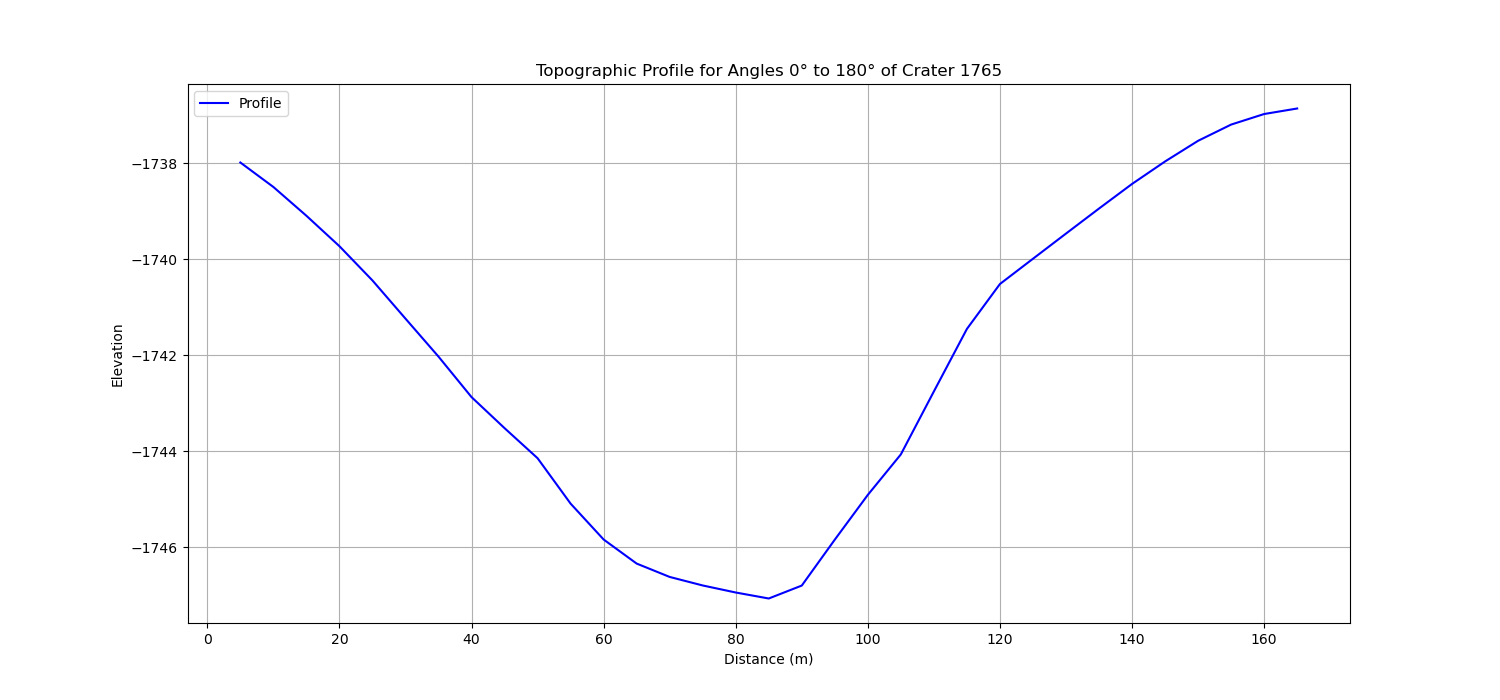 Topographic Profile for Angles 0° to 180° of Crater 1765
Profile
−1738
−1740
−1742
−1744
−1746
Elevation
0 20 40 60 80 100 120 140 160
Distance (m)